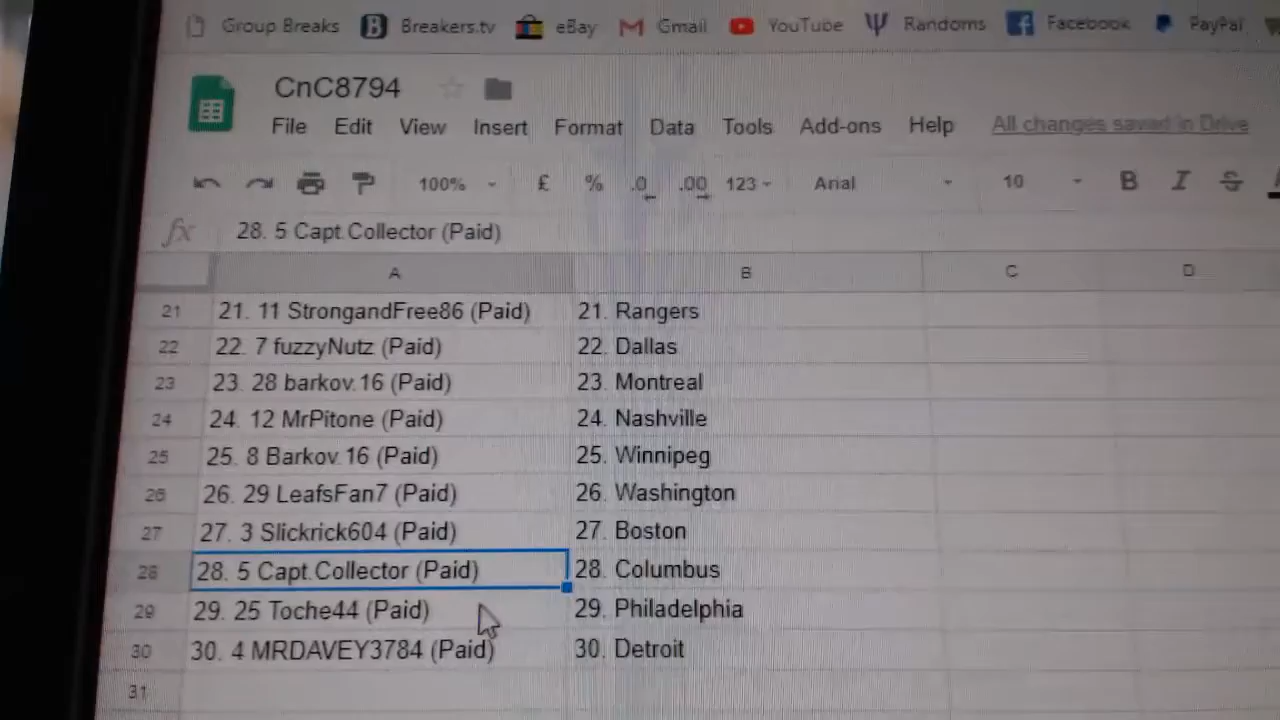 Group Breaks Breakers.tv eBay Gmail YouTube Randoms Facebook PayPal
CnC8794
File Edit View Insert Format Data Tools Add-ons Help All changes saved in Drive
100% £ % .0 .00 123 Arial 10 B I S
fx 28. 5 Capt.Collector (Paid)
A B C D
21 21. 11 StrongandFree86 (Paid) 21. Rangers
22 22. 7 fuzzyNutz (Paid) 22. Dallas
23 23. 28 barkov.16 (Paid) 23. Montreal
24 24. 12 MrPitone (Paid) 24. Nashville
25 25. 8 Barkov.16 (Paid) 25. Winnipeg
26 26. 29 LeafsFan7 (Paid) 26. Washington
27 27. 3 Slickrick604 (Paid) 27. Boston
28 28. 5 Capt.Collector (Paid) 28. Columbus
29 29. 25 Toche44 (Paid) 29. Philadelphia
30 30. 4 MRDAVEY3784 (Paid) 30. Detroit
31